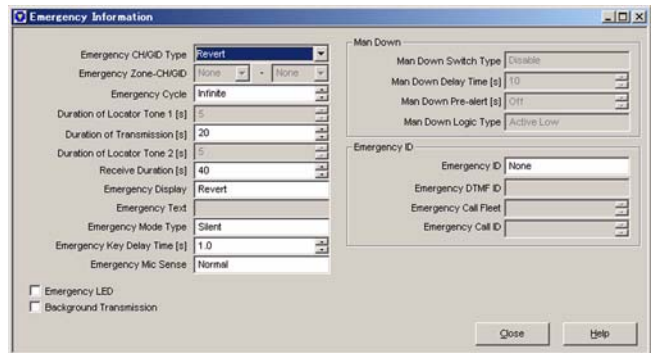 Emergency Information
Emergency CH/GID Type Revert
Emergency Zone-CH/GID None - None
Emergency Cycle Infinite
Duration of Locator Tone 1 [s] 5
Duration of Transmission [s] 20
Duration of Locator Tone 2 [s] 5
Receive Duration [s] 40
Emergency Display Revert
Emergency Text
Emergency Mode Type Silent
Emergency Key Delay Time [s] 1.0
Emergency Mic Sense Normal
Emergency LED
Background Transmission
Man Down
Man Down Switch Type Disable
Man Down Delay Time [s] 10
Man Down Pre-alert [s] Off
Man Down Logic Type Active Low
Emergency ID
Emergency ID None
Emergency DTMF ID
Emergency Call Fleet
Emergency Call ID
Close Help